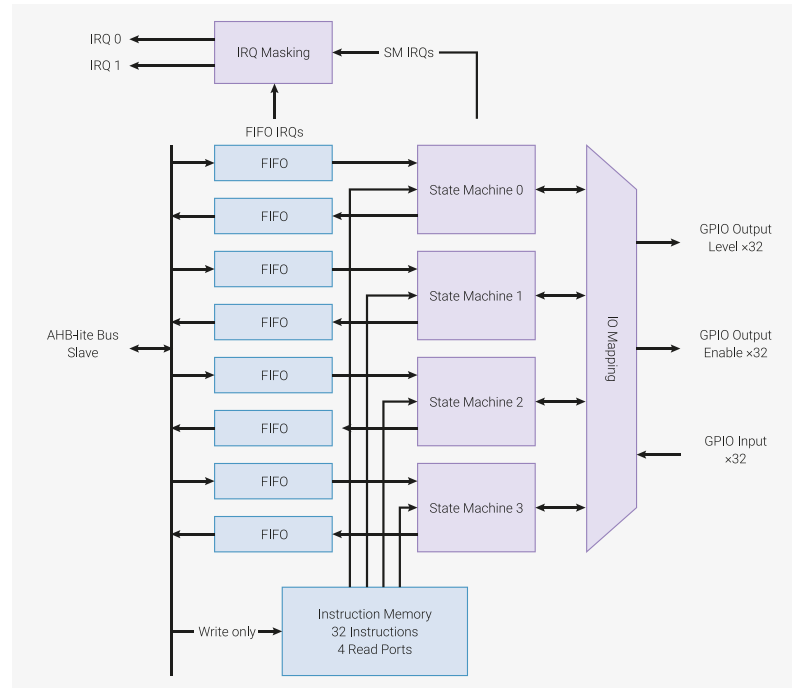 IRQ 0
IRQ 1
IRQ Masking
SM IRQs
FIFO IRQs
FIFO
State Machine 0
FIFO
GPIO Output
Level ×32
FIFO
State Machine 1
FIFO
AHB-lite Bus
Slave
IO Mapping
GPIO Output
Enable ×32
FIFO
State Machine 2
FIFO
GPIO Input
×32
FIFO
State Machine 3
FIFO
Write only
Instruction Memory
32 Instructions
4 Read Ports